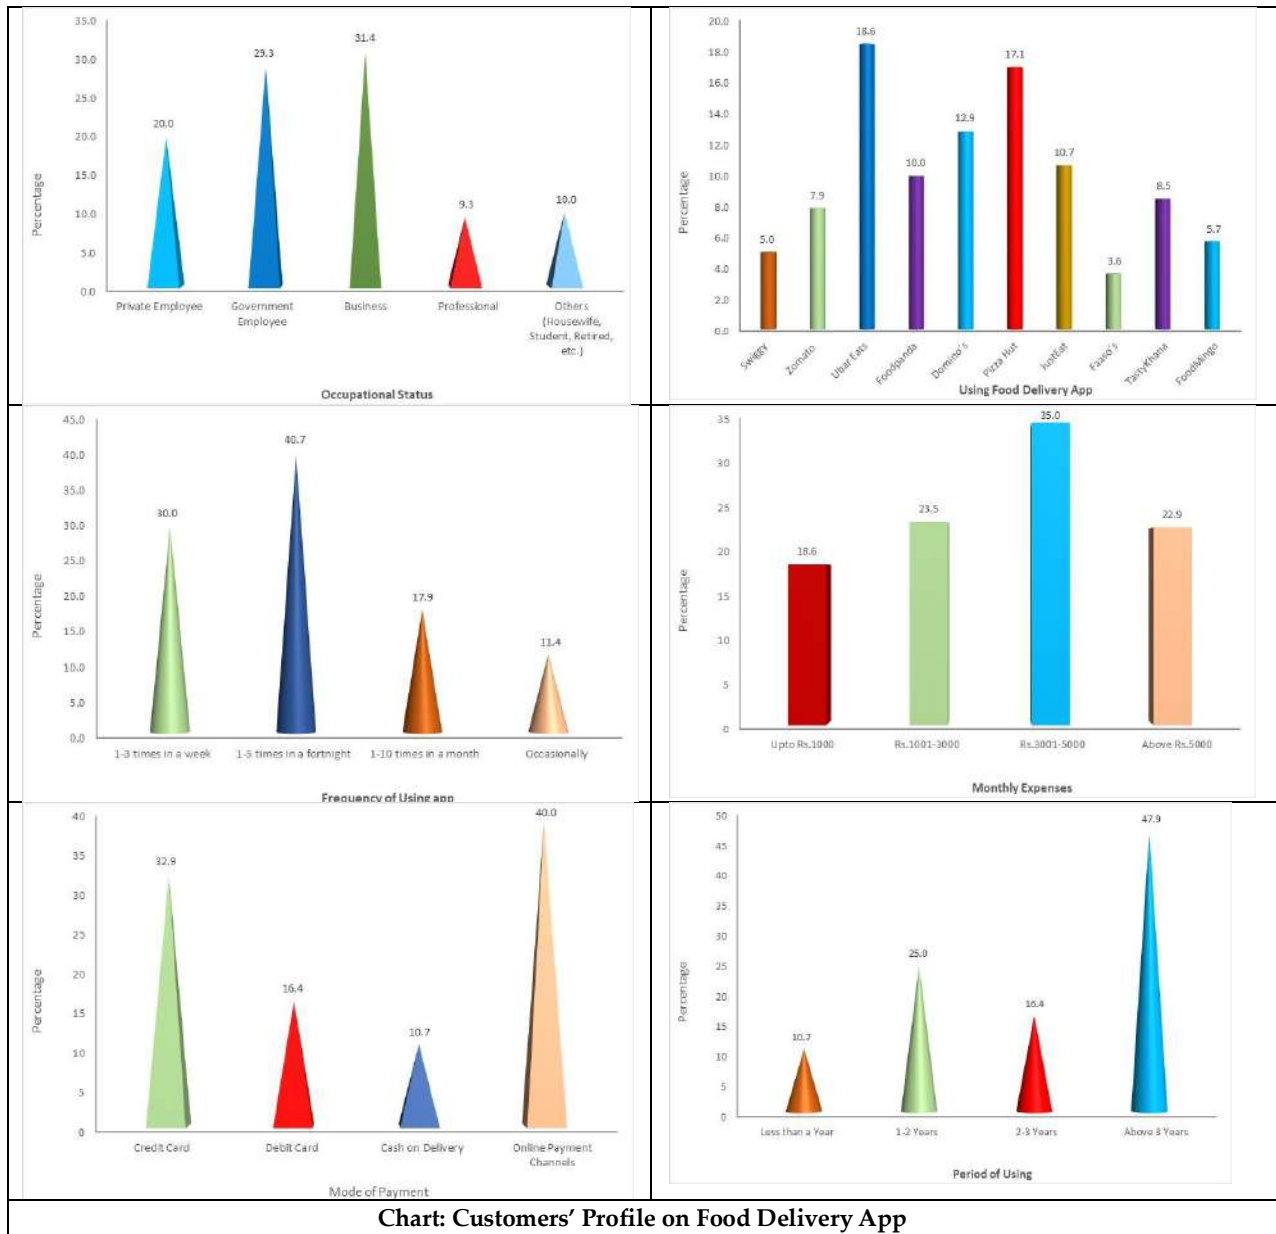 35.0
30.0
25.0
20.0
15.0
10.0
5.0
0.0
Percentage
20.0
29.3
31.4
9.3
10.0
Private Employee
Government
Employee
Business
Professional
Others
(Housewife,
Student, Retired,
etc.)
Occupational Status
20.0
18.0
16.0
14.0
12.0
10.0
8.0
6.0
4.0
2.0
0.0
Percentage
5.0
7.9
18.6
10.0
12.9
17.1
10.7
3.6
8.5
5.7
Swiggy
Zomato
Ubar Eats
Foodpanda
Domino's
Pizza Hut
JustEat
Faaso's
TastyKhana
FoodMingo
Using Food Delivery App
45.0
40.0
35.0
30.0
25.0
20.0
15.0
10.0
5.0
0.0
Percentage
30.0
40.7
17.9
11.4
1-3 times in a week
1-5 times in a fortnight
1-10 times in a month
Occasionally
Frequency of Using app
35
30
25
20
15
10
5
0
Percentage
18.6
23.5
35.0
22.9
Upto Rs.1000
Rs.1001-3000
Rs.3001-5000
Above Rs.5000
Monthly Expenses
40
35
30
25
20
15
10
5
0
Percentage
32.9
16.4
10.7
40.0
Credit Card
Debit Card
Cash on Delivery
Online Payment
Channels
Mode of Payment
50
45
40
35
30
25
20
15
10
5
0
Percentage
10.7
25.0
16.4
47.9
Less than a Year
1-2 Years
2-3 Years
Above 3 Years
Period of Using
Chart: Customers' Profile on Food Delivery App